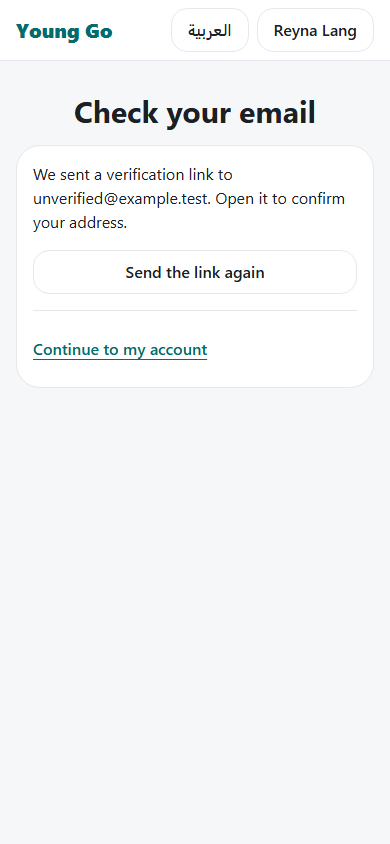 Young Go
العربية
Reyna Lang
Check your email
We sent a verification link to
unverified@example.test. Open it to confirm
your address.
Send the link again
Continue to my account